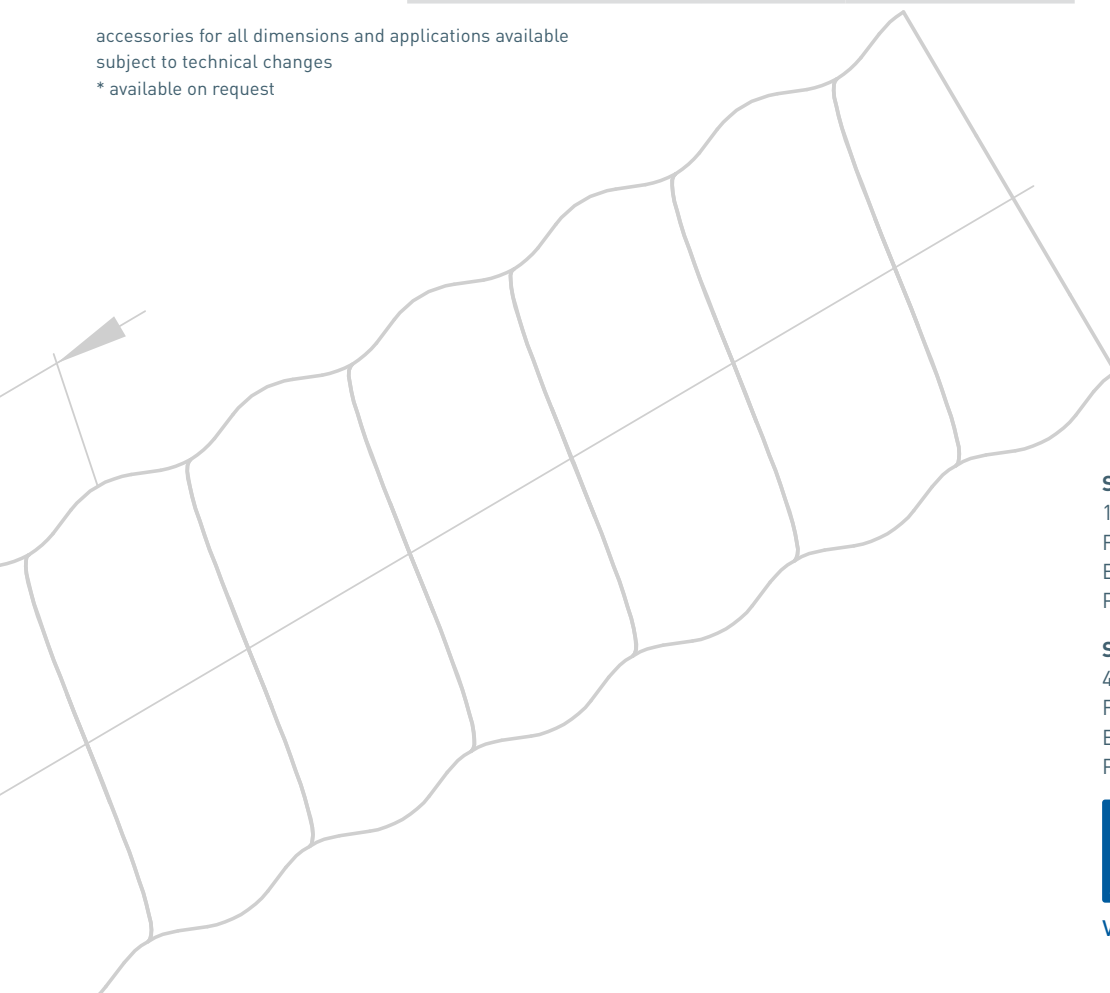 accessories for all dimensions and applications available
subject to technical changes
* available on request